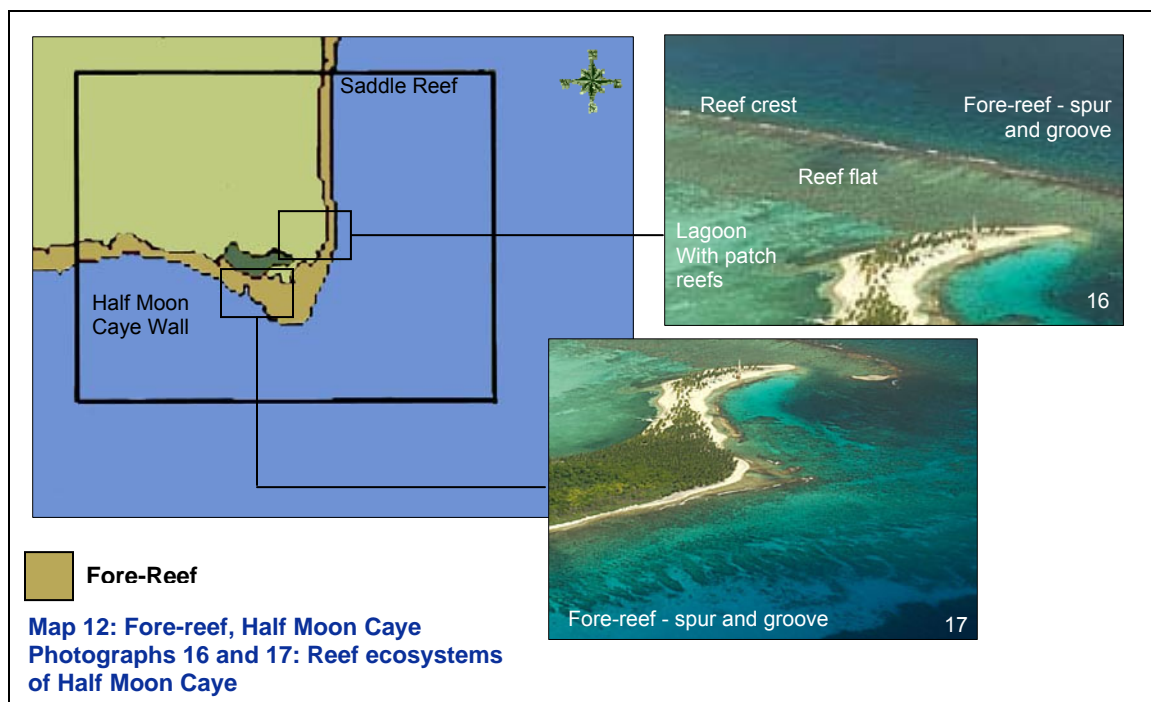 Saddle Reef
Half Moon
Caye Wall
Reef crest
Fore-reef - spur
and groove
Reef flat
Lagoon
With patch
reefs
16
Fore-reef - spur and groove
17
Fore-Reef
Map 12: Fore-reef, Half Moon Caye
Photographs 16 and 17: Reef ecosystems
of Half Moon Caye